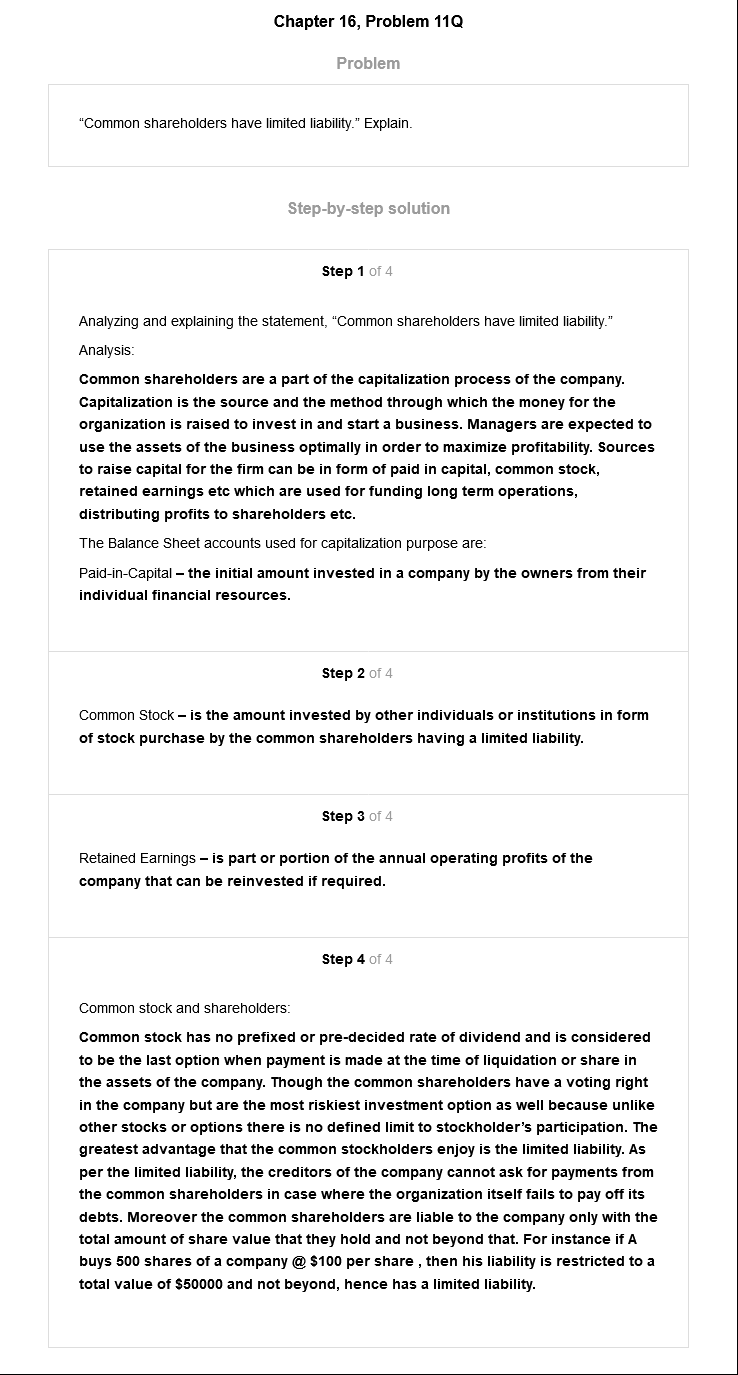 Chapter 16, Problem 11Q
Problem
“Common shareholders have limited liability.” Explain.
Step-by-step solution
Step 1 of 4
Analyzing and explaining the statement, “Common shareholders have limited liability.”
Analysis:
Common shareholders are a part of the capitalization process of the company.
Capitalization is the source and the method through which the money for the
organization is raised to invest in and start a business. Managers are expected to
use the assets of the business optimally in order to maximize profitability. Sources
to raise capital for the firm can be in form of paid in capital, common stock,
retained earnings etc which are used for funding long term operations,
distributing profits to shareholders etc.
The Balance Sheet accounts used for capitalization purpose are:
Paid-in-Capital – the initial amount invested in a company by the owners from their
individual financial resources.
Step 2 of 4
Common Stock – is the amount invested by other individuals or institutions in form
of stock purchase by the common shareholders having a limited liability.
Step 3 of 4
Retained Earnings – is part or portion of the annual operating profits of the
company that can be reinvested if required.
Step 4 of 4
Common stock and shareholders:
Common stock has no prefixed or pre-decided rate of dividend and is considered
to be the last option when payment is made at the time of liquidation or share in
the assets of the company. Though the common shareholders have a voting right
in the company but are the most riskiest investment option as well because unlike
other stocks or options there is no defined limit to stockholder’s participation. The
greatest advantage that the common stockholders enjoy is the limited liability. As
per the limited liability, the creditors of the company cannot ask for payments from
the common shareholders in case where the organization itself fails to pay off its
debts. Moreover the common shareholders are liable to the company only with the
total amount of share value that they hold and not beyond that. For instance if A
buys 500 shares of a company @ $100 per share , then his liability is restricted to a
total value of $50000 and not beyond, hence has a limited liability.